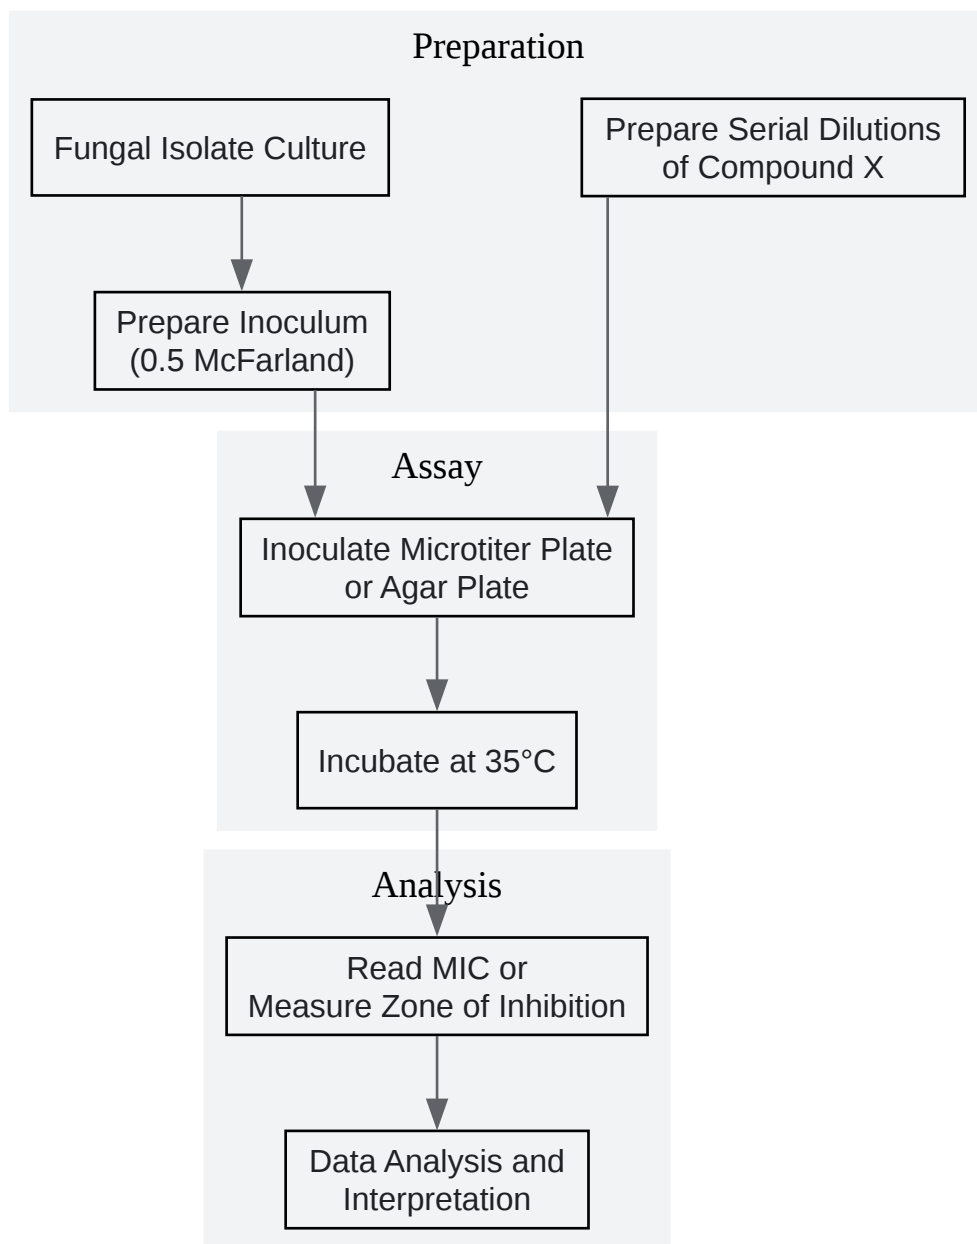 Preparation
Fungal Isolate Culture
Prepare Serial Dilutions
of Compound X
Prepare Inoculum
(0.5 McFarland)
Assay
Inoculate Microtiter Plate
or Agar Plate
Incubate at 35°C
Analysis
Read MIC or
Measure Zone of Inhibition
Data Analysis and
Interpretation